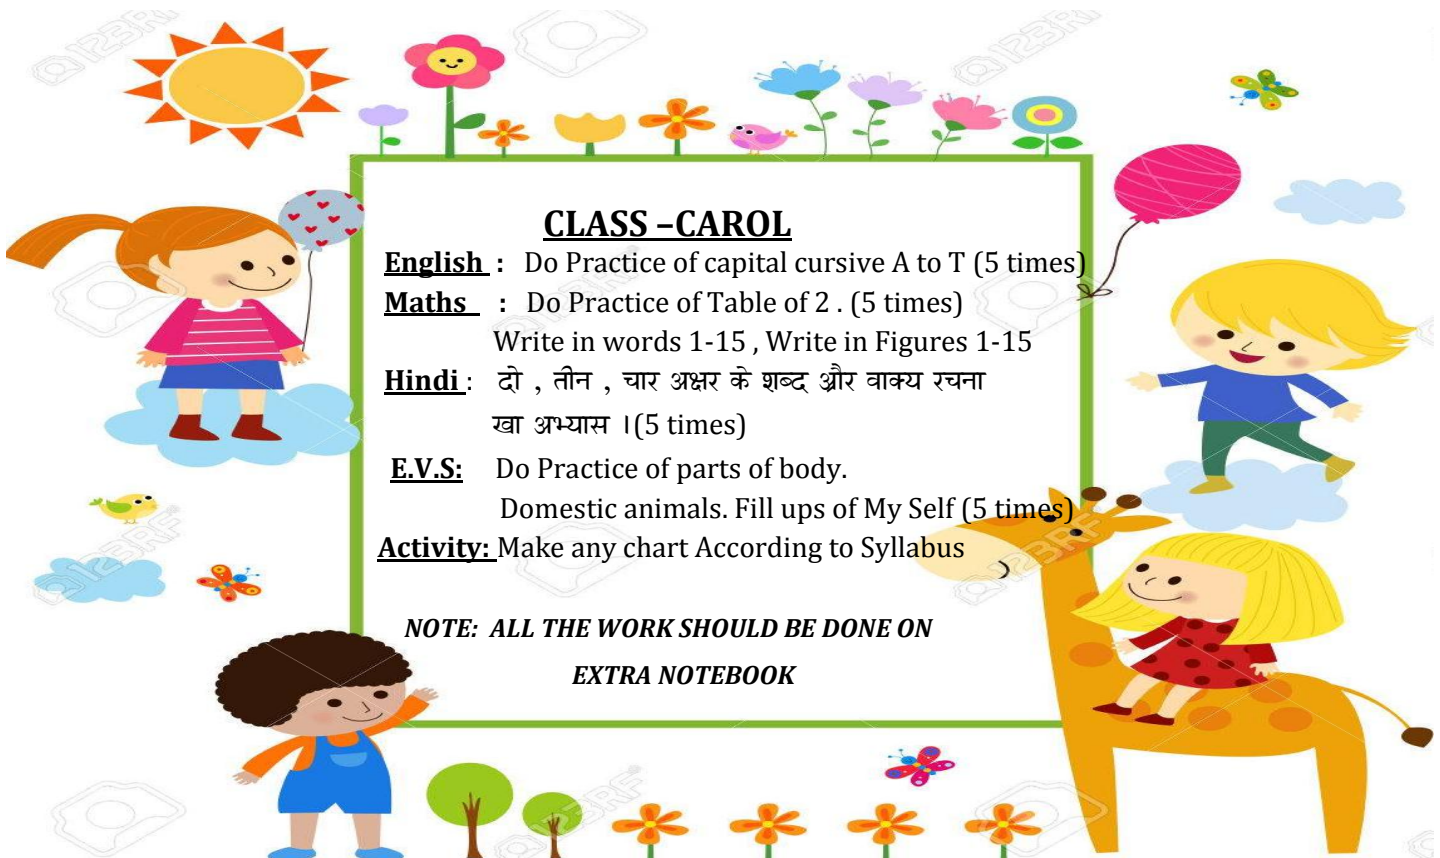 CLASS –CAROL
English : Do Practice of capital cursive A to T (5 times)
Maths : Do Practice of Table of 2 . (5 times)
Write in words 1-15 , Write in Figures 1-15
Hindi : दो , तीन , चार अक्षर के शब्द और वाक्य रचना
खा अभ्यास ।(5 times)
E.V.S: Do Practice of parts of body.
Domestic animals. Fill ups of My Self (5 times)
Activity: Make any chart According to Syllabus
NOTE: ALL THE WORK SHOULD BE DONE ON
EXTRA NOTEBOOK